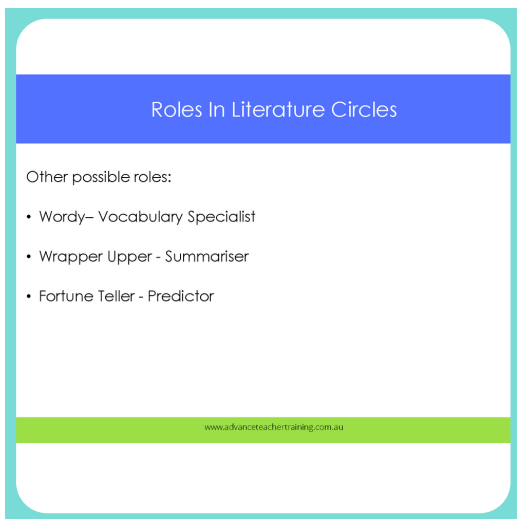 Roles In Literature Circles
Other possible roles:
• Wordy– Vocabulary Specialist
• Wrapper Upper - Summariser
• Fortune Teller - Predictor
www.advanceteachertraining.com.au